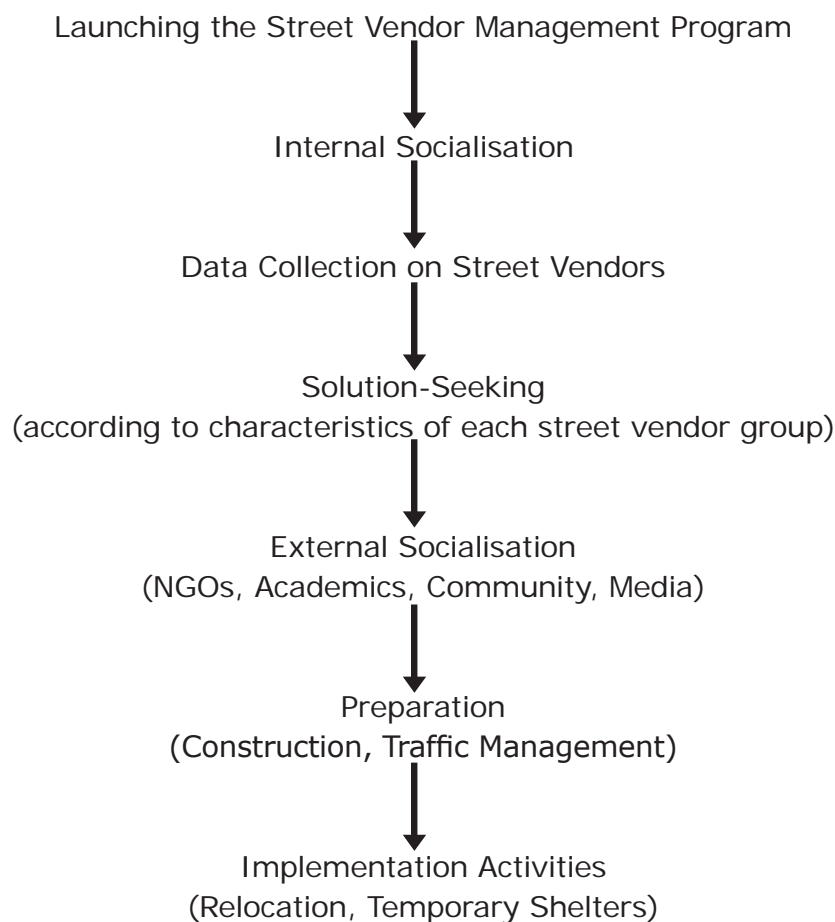 Launching the Street Vendor Management Program
Internal Socialisation
Data Collection on Street Vendors
Solution-Seeking
(according to characteristics of each street vendor group)
External Socialisation
(NGOs, Academics, Community, Media)
Preparation
(Construction, Traffic Management)
Implementation Activities
(Relocation, Temporary Shelters)